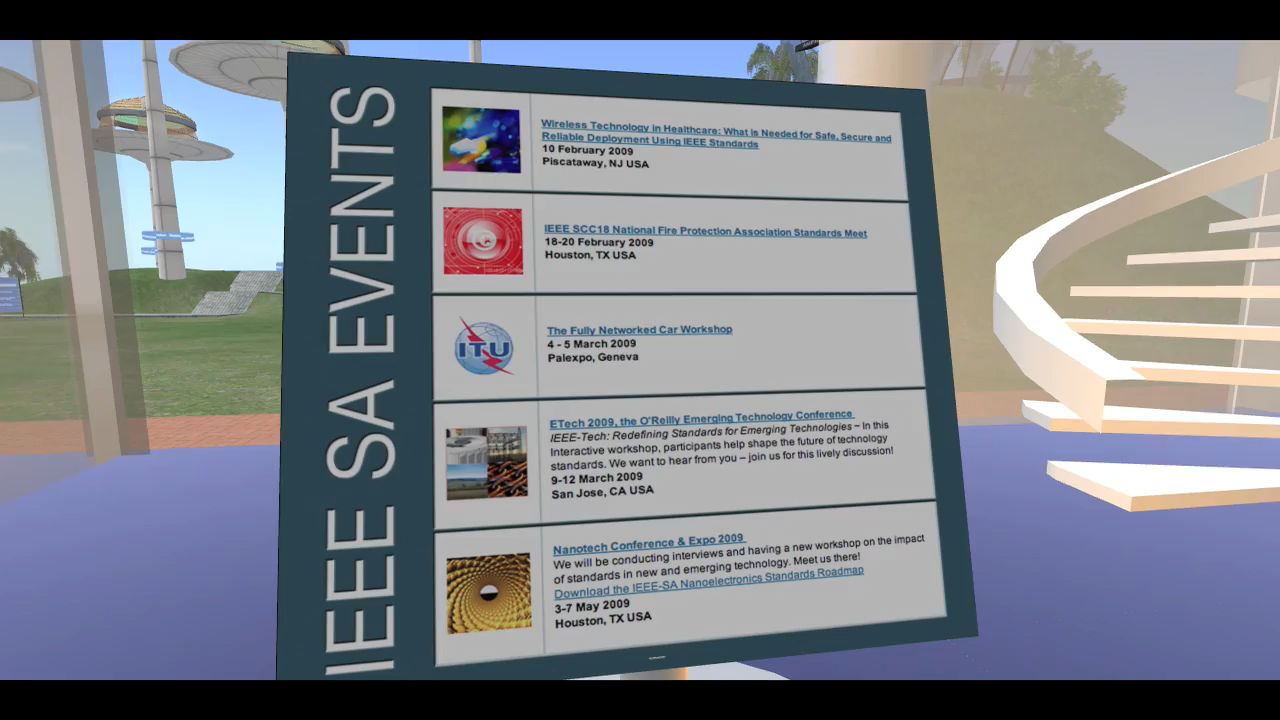 IEEE SA EVENTS
Wireless Technology in Healthcare: What is Needed for Safe, Secure and
Reliable Deployment Using IEEE Standards
10 February 2009
Piscataway, NJ USA
IEEE SCC18 National Fire Protection Association Standards Meet
18-20 February 2009
Houston, TX USA
ITU
The Fully Networked Car Workshop
4 - 5 March 2009
Palexpo, Geneva
ETech 2009, the O'Reilly Emerging Technology Conference
IEEE-Tech: Redefining Standards for Emerging Technologies ~ In this
Interactive workshop, participants help shape the future of technology
standards. We want to hear from you – join us for this lively discussion!
9-12 March 2009
San Jose, CA USA
Nanotech Conference & Expo 2009
We will be conducting interviews and having a new workshop on the impact
of standards in new and emerging technology. Meet us there!
Download the IEEE-SA Nanoelectronics Standards Roadmap
3-7 May 2009
Houston, TX USA